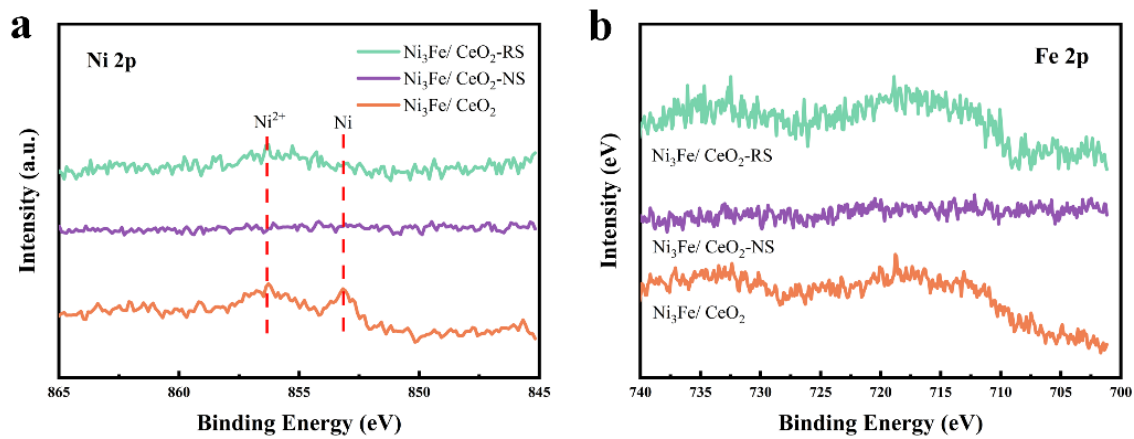 a
Ni 2p
Ni₃Fe/ CeO₂-RS
Ni₃Fe/ CeO₂-NS
Ni₃Fe/ CeO₂
Ni²⁺
Ni
Intensity (a.u.)
865 860 855 850 845
Binding Energy (eV)
b
Fe 2p
Ni₃Fe/ CeO₂-RS
Ni₃Fe/ CeO₂-NS
Ni₃Fe/ CeO₂
Intensity (eV)
740 735 730 725 720 715 710 705 700
Binding Energy (eV)